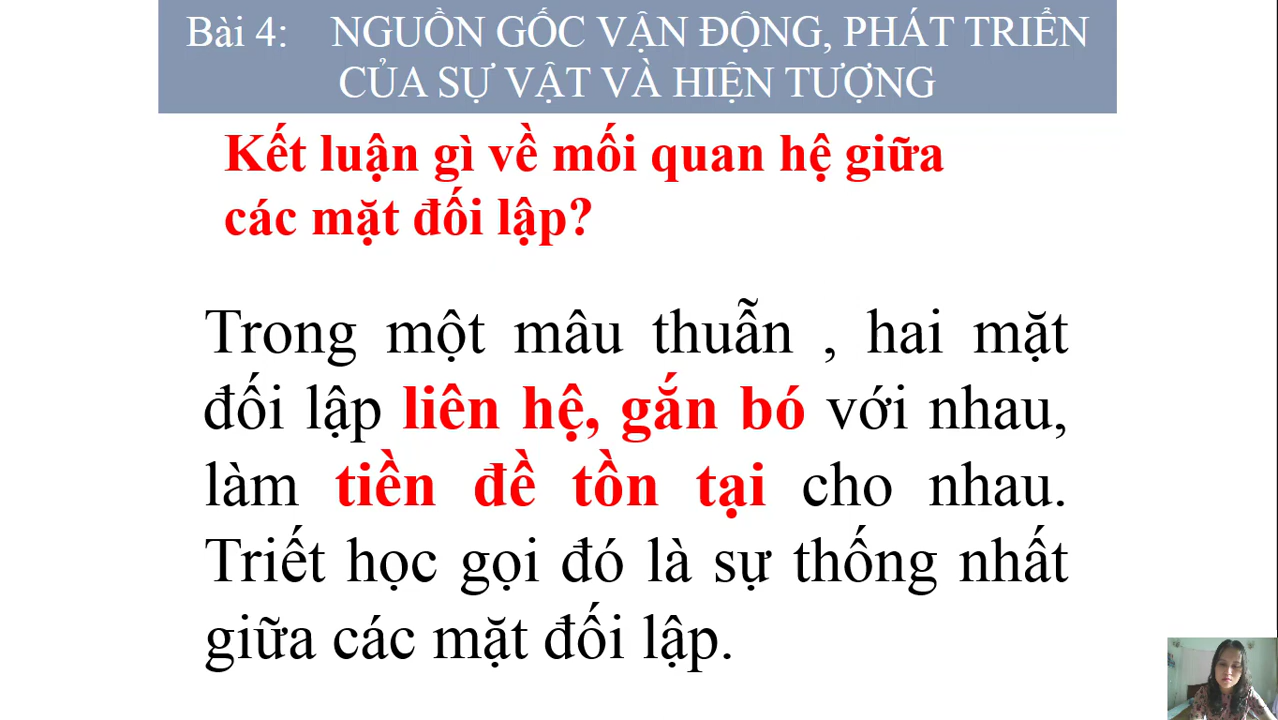 Bài 4: NGUỒN GỐC VẬN ĐỘNG, PHÁT TRIỂN
CỦA SỰ VẬT VÀ HIỆN TƯỢNG
Kết luận gì về mối quan hệ giữa
các mặt đối lập?
Trong một mâu thuẫn , hai mặt
đối lập liên hệ, gắn bó với nhau,
làm tiền đề tồn tại cho nhau.
Triết học gọi đó là sự thống nhất
giữa các mặt đối lập.